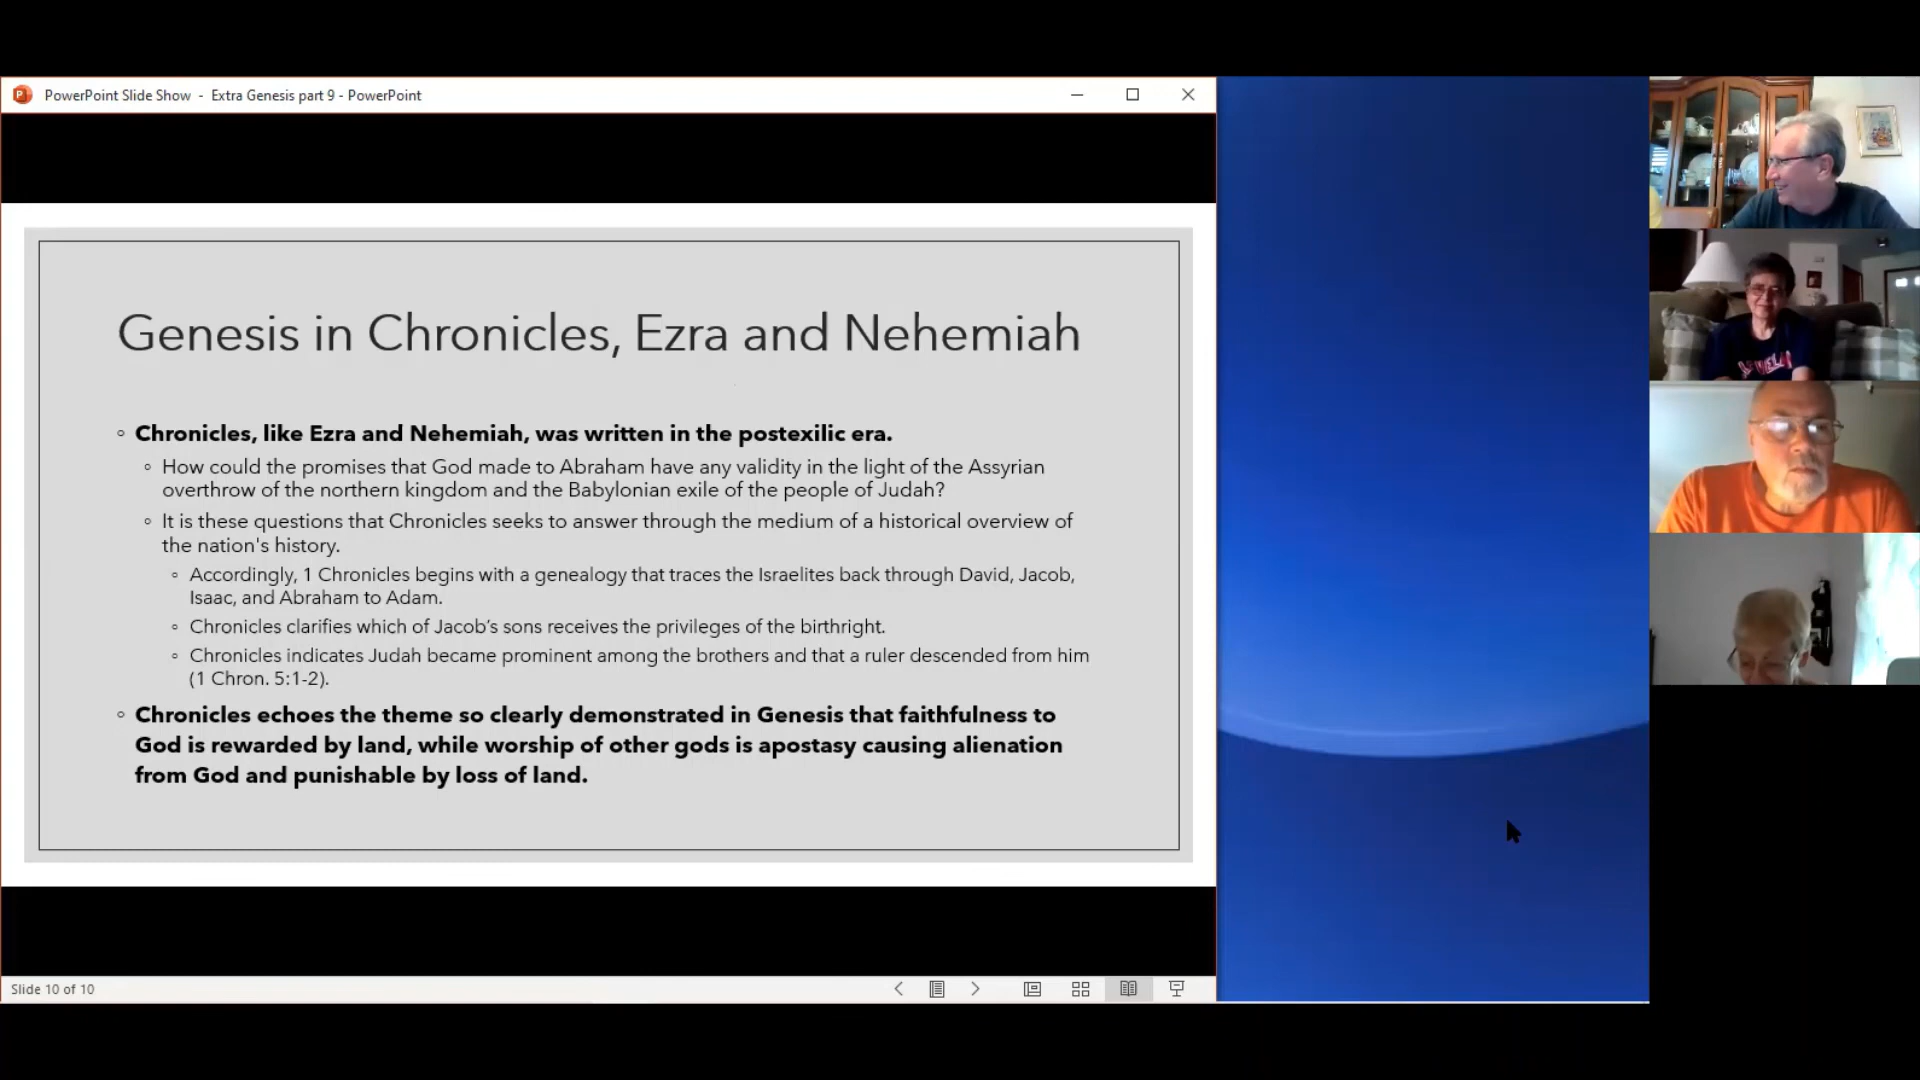 PowerPoint Slide Show - Extra Genesis part 9 - PowerPoint
Genesis in Chronicles, Ezra and Nehemiah
Chronicles, like Ezra and Nehemiah, was written in the postexilic era.
How could the promises that God made to Abraham have any validity in the light of the Assyrian
overthrow of the northern kingdom and the Babylonian exile of the people of Judah?
It is these questions that Chronicles seeks to answer through the medium of a historical overview of
the nation's history.
Accordingly, 1 Chronicles begins with a genealogy that traces the Israelites back through David, Jacob,
Isaac, and Abraham to Adam.
Chronicles clarifies which of Jacob’s sons receives the privileges of the birthright.
Chronicles indicates Judah became prominent among the brothers and that a ruler descended from him
(1 Chron. 5:1-2).
Chronicles echoes the theme so clearly demonstrated in Genesis that faithfulness to
God is rewarded by land, while worship of other gods is apostasy causing alienation
from God and punishable by loss of land.
Slide 10 of 10